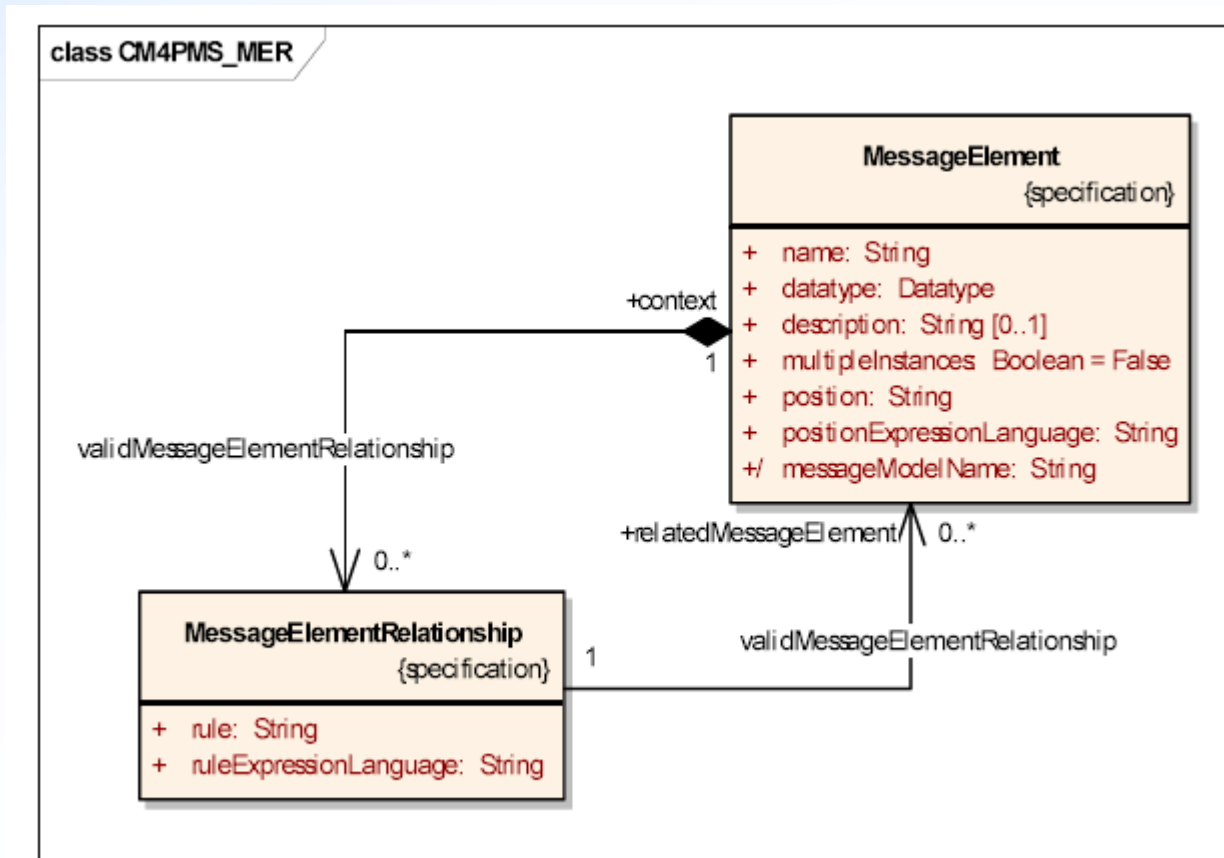 class CM4PMS_MER
MessageElement
{specification}
+ name: String
+ datatype: Datatype
+ description: String [0..1]
+ multipleInstances: Boolean = False
+ position: String
+ positionExpressionLanguage: String
+/ messageModelName: String
+context
1
validMessageElementRelationship
0..*
+relatedMessageElement
0..*
MessageElementRelationship
{specification}
+ rule: String
+ ruleExpressionLanguage: String
1
validMessageElementRelationship